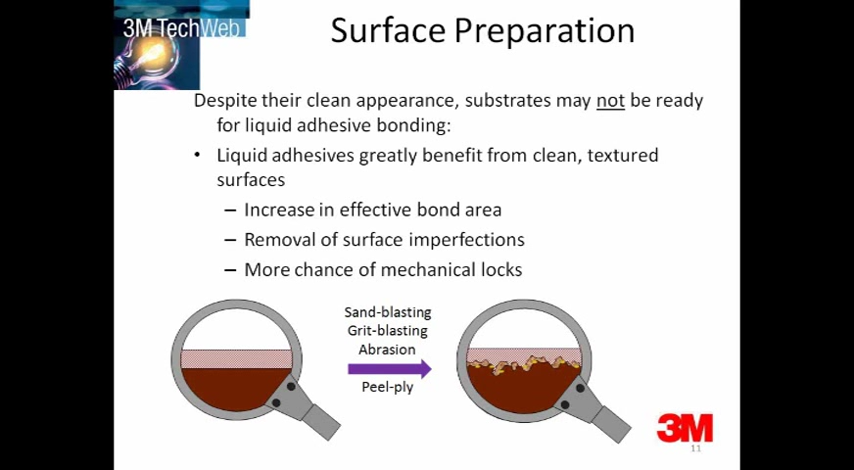 3M TechWeb
Surface Preparation
Despite their clean appearance, substrates may not be ready
for liquid adhesive bonding:
• Liquid adhesives greatly benefit from clean, textured
surfaces
– Increase in effective bond area
– Removal of surface imperfections
– More chance of mechanical locks
Sand-blasting
Grit-blasting
Abrasion
Peel-ply
3M
11